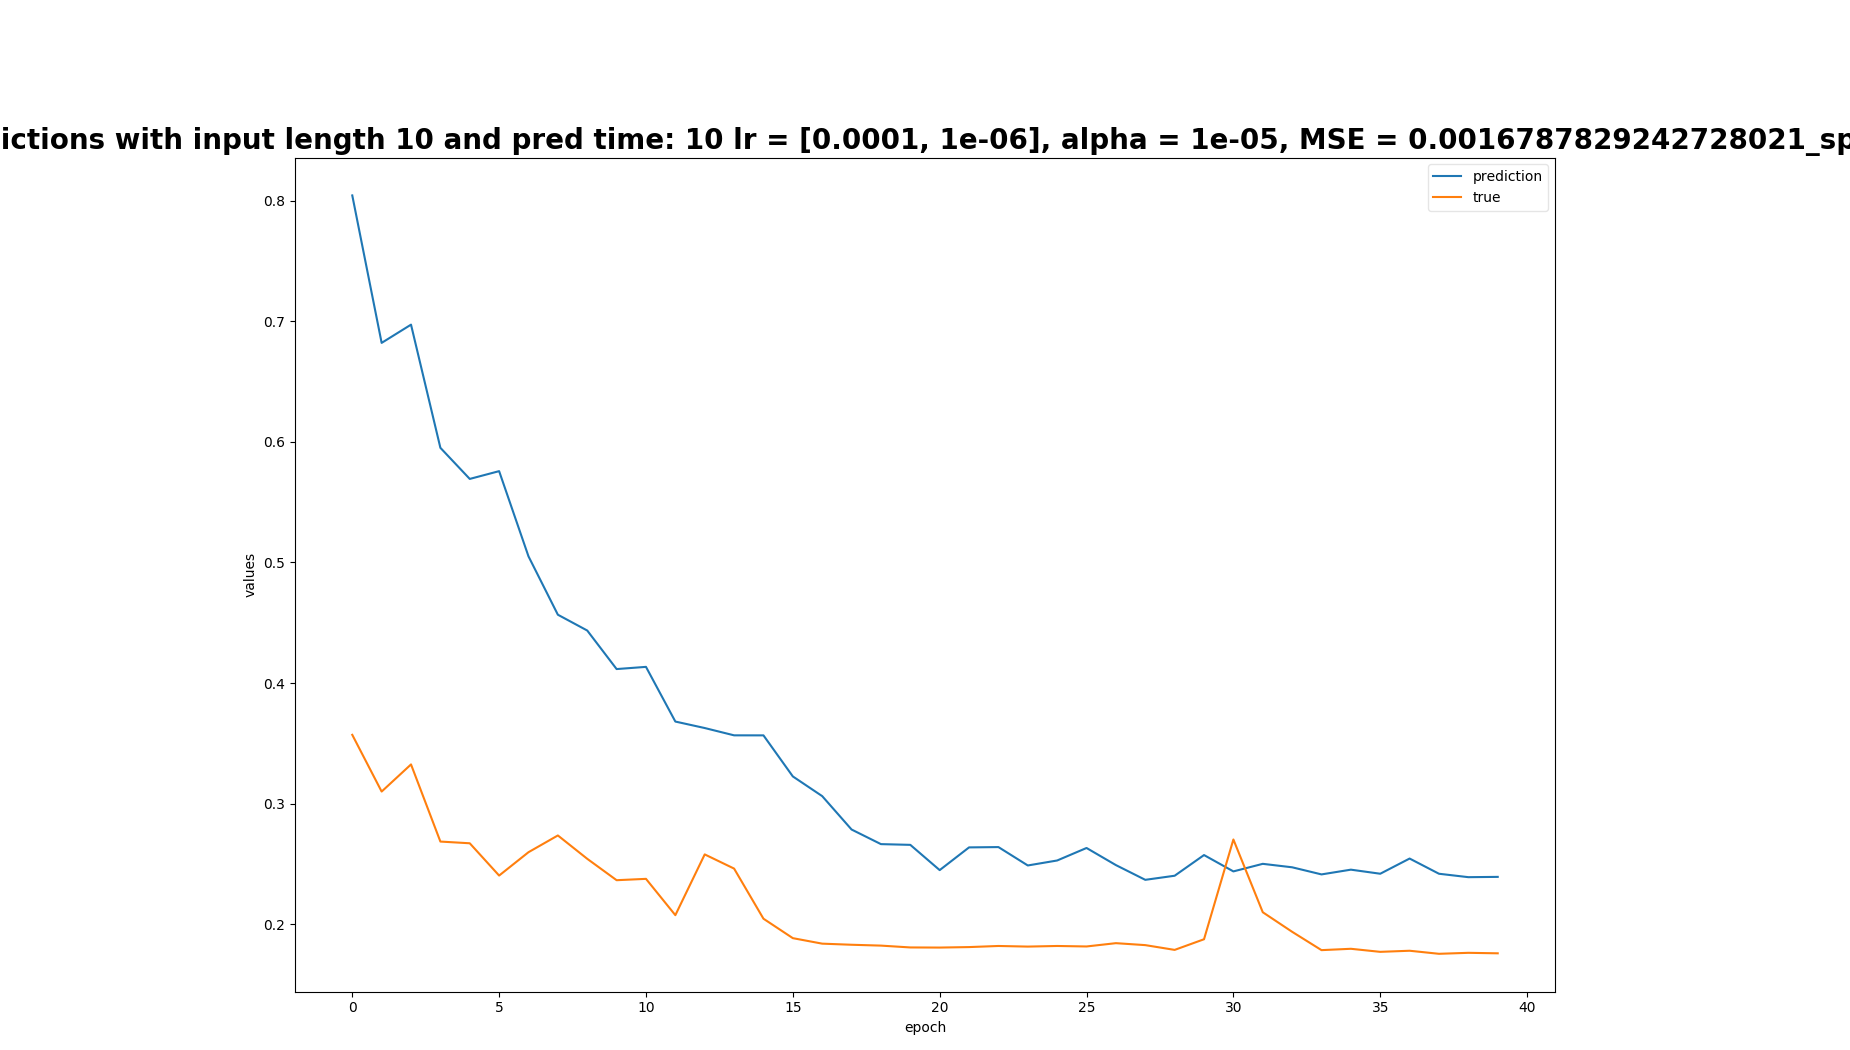 ictions with input length 10 and pred time: 10 lr = [0.0001, 1e-06], alpha = 1e-05, MSE = 0.0016787829242728021_sp
prediction
true
0.8
0.7
0.6
0.5
0.4
0.3
0.2
values
0 5 10 15 20 25 30 35 40
epoch